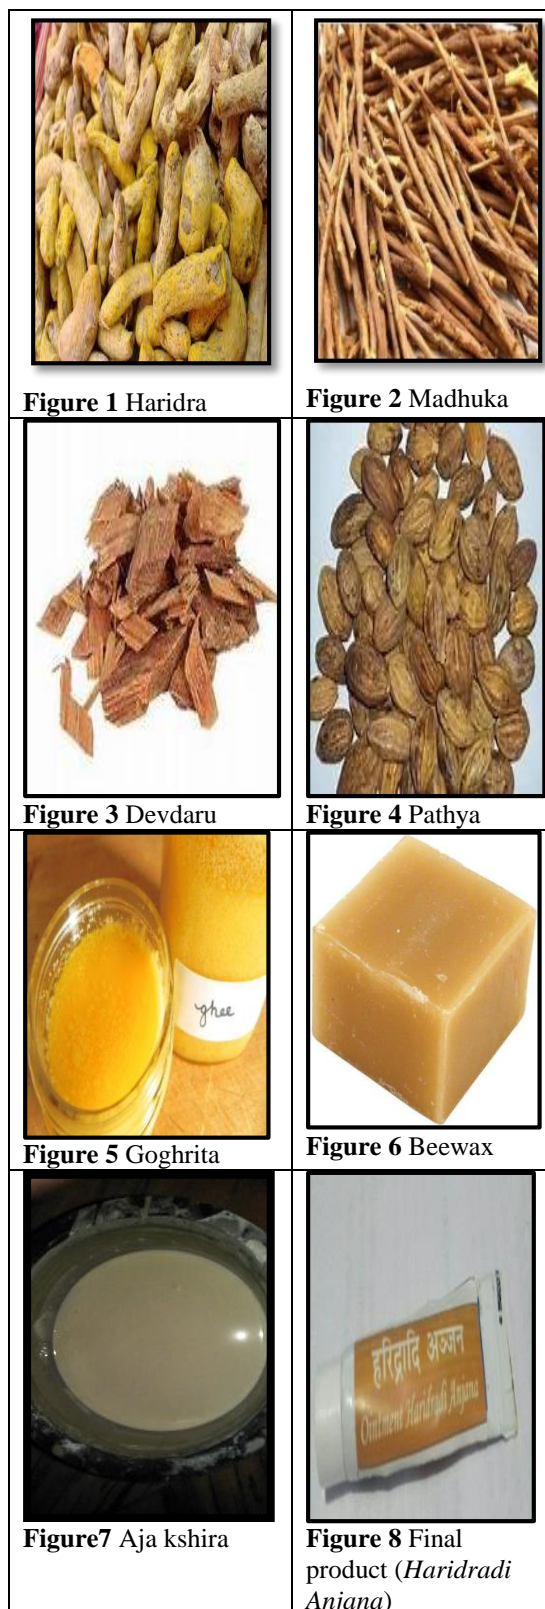 Figure 1 Haridra
Figure 2 Madhuka
Figure 3 Devdaru
Figure 4 Pathya
ghee
Figure 5 Goghrita
Figure 6 Beewax
Figure7 Aja kshira
हरिद्रादि अञ्जन
Ointment Haridradi Anjana
Figure 8 Final
product (Haridradi
Anjana)